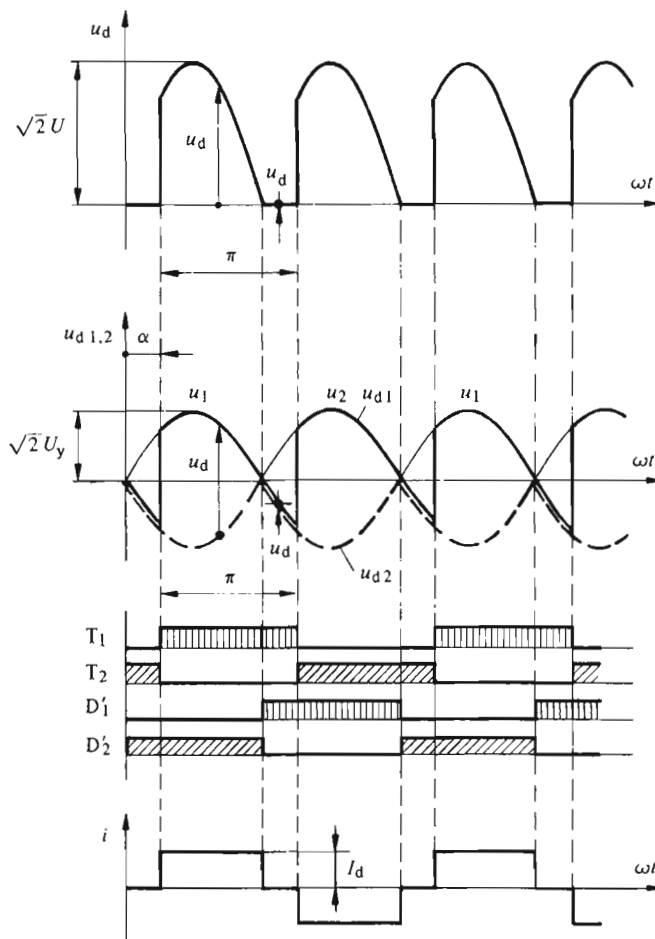 u_d
√2 U
u_d
u_d
ωt
π
u_d 1,2
α
u_1
u_2
u_d1
u_1
√2 U_y
u_d
ωt
u_d
u_d2
π
T_1
T_2
D'_1
D'_2
i
I_d
ωt